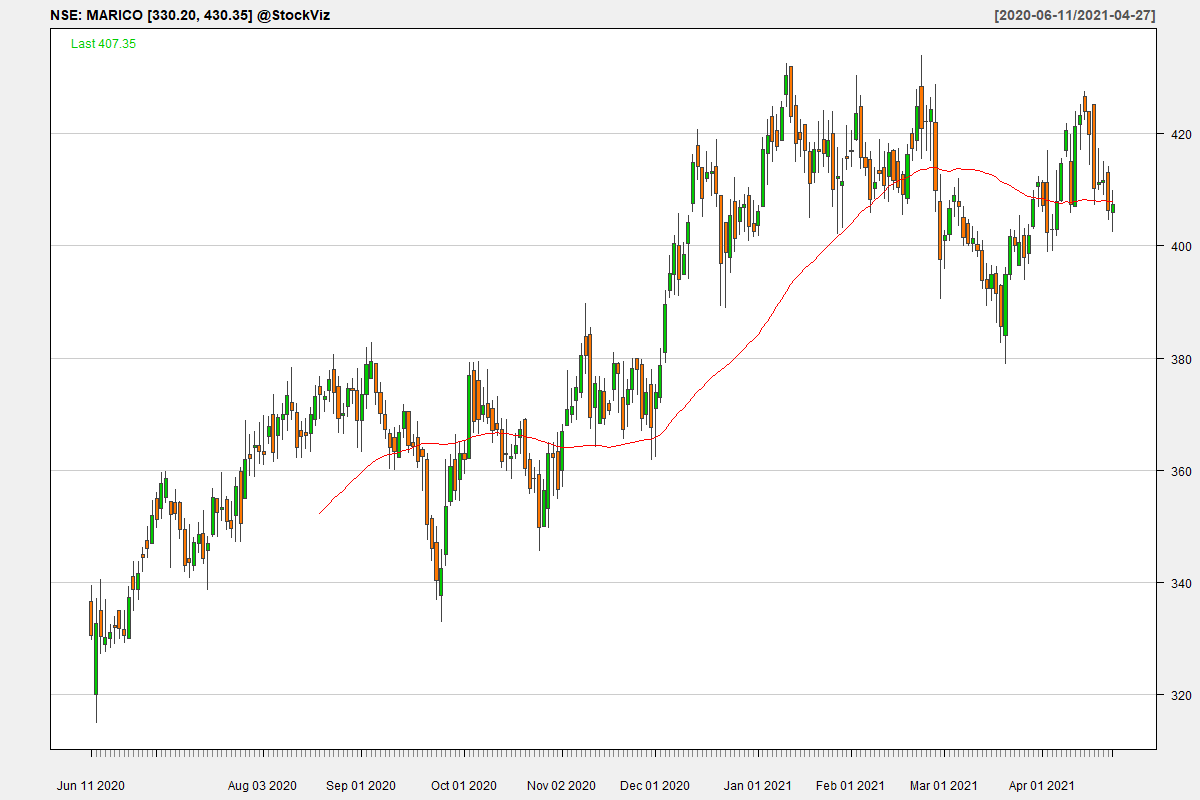 NSE: MARICO [330.20, 430.35] @StockViz
[2020-06-11/2021-04-27]
Last 407.35
420
400
380
360
340
320
Jun 11 2020
Aug 03 2020
Sep 01 2020
Oct 01 2020
Nov 02 2020
Dec 01 2020
Jan 01 2021
Feb 01 2021
Mar 01 2021
Apr 01 2021